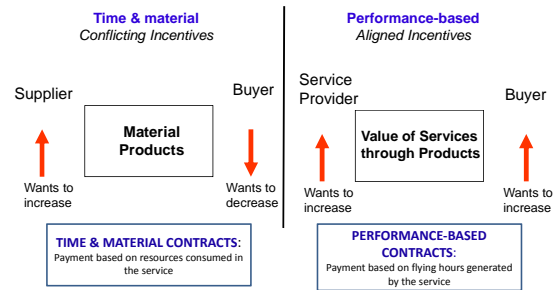 Time & material
Conflicting Incentives
Supplier
Buyer
Material
Products
Wants to
increase
Wants to
decrease
TIME & MATERIAL CONTRACTS:
Payment based on resources consumed in
the service
Performance-based
Aligned Incentives
Service
Provider
Buyer
Value of Services
through Products
Wants to
increase
Wants to
increase
PERFORMANCE-BASED
CONTRACTS:
Payment based on flying hours generated
by the service